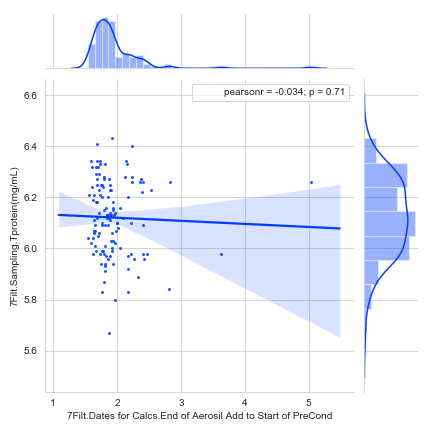 pearsonr = -0.034; p = 0.71
6.6
6.4
6.2
6.0
5.8
5.6
7Filt.Sampling.Tprotein(mg/mL)
1 2 3 4 5
7Filt.Dates for Calcs.End of Aerosil Add to Start of PreCond